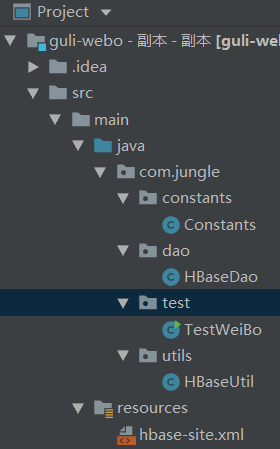 Project
guli-webo - 副本 - 副本 [guli-we
.idea
src
main
java
com.jungle
constants
Constants
dao
HBaseDao
test
TestWeiBo
utils
HBaseUtil
resources
hbase-site.xml